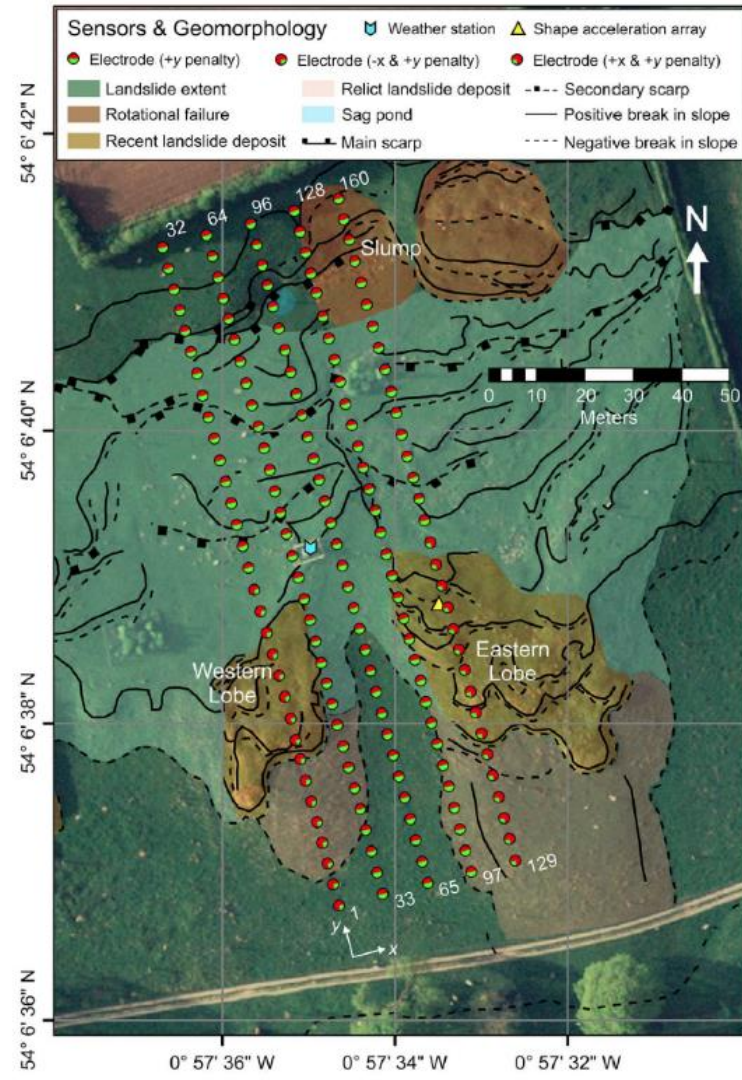 Sensors & Geomorphology
Weather station
Shape acceleration array
Electrode (+y penalty)
Electrode (-x & +y penalty)
Electrode (+x & +y penalty)
Landslide extent
Relict landslide deposit
Secondary scarp
Rotational failure
Sag pond
Positive break in slope
Recent landslide deposit
Main scarp
Negative break in slope
54° 6' 42" N
32
64
96
128
160
Slump
N
0 10 20 30 40 50
Meters
54° 6' 40" N
Western
Lobe
Eastern
Lobe
54° 6' 38" N
1
33
65
97
129
y
x
54° 6' 36" N
0° 57' 36" W
0° 57' 34" W
0° 57' 32" W